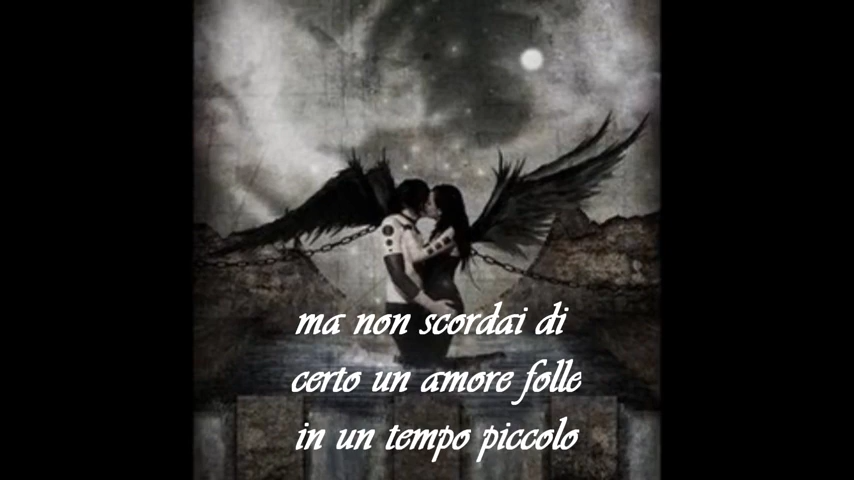 ma non scordai di
certo un amore folle
in un tempo piccolo